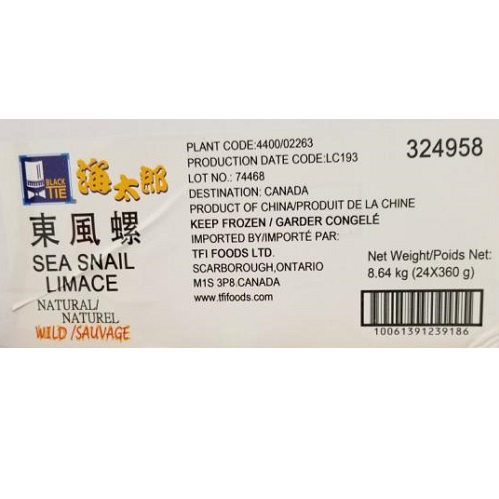 BLACK
TIE
海太郎
東風螺
SEA SNAIL
LIMACE
NATURAL/
NATUREL
WILD /SAUVAGE
PLANT CODE:4400/02263
PRODUCTION DATE CODE:LC193
LOT NO.: 74468
DESTINATION: CANADA
PRODUCT OF CHINA/PRODUIT DE LA CHINE
KEEP FROZEN / GARDER CONGELÉ
IMPORTED BY/IMPORTÉ PAR:
TFI FOODS LTD.
SCARBOROUGH,ONTARIO
M1S 3P8.CANADA
www.tfifoods.com
324958
Net Weight/Poids Net:
8.64 kg (24X360 g)
10061391239186